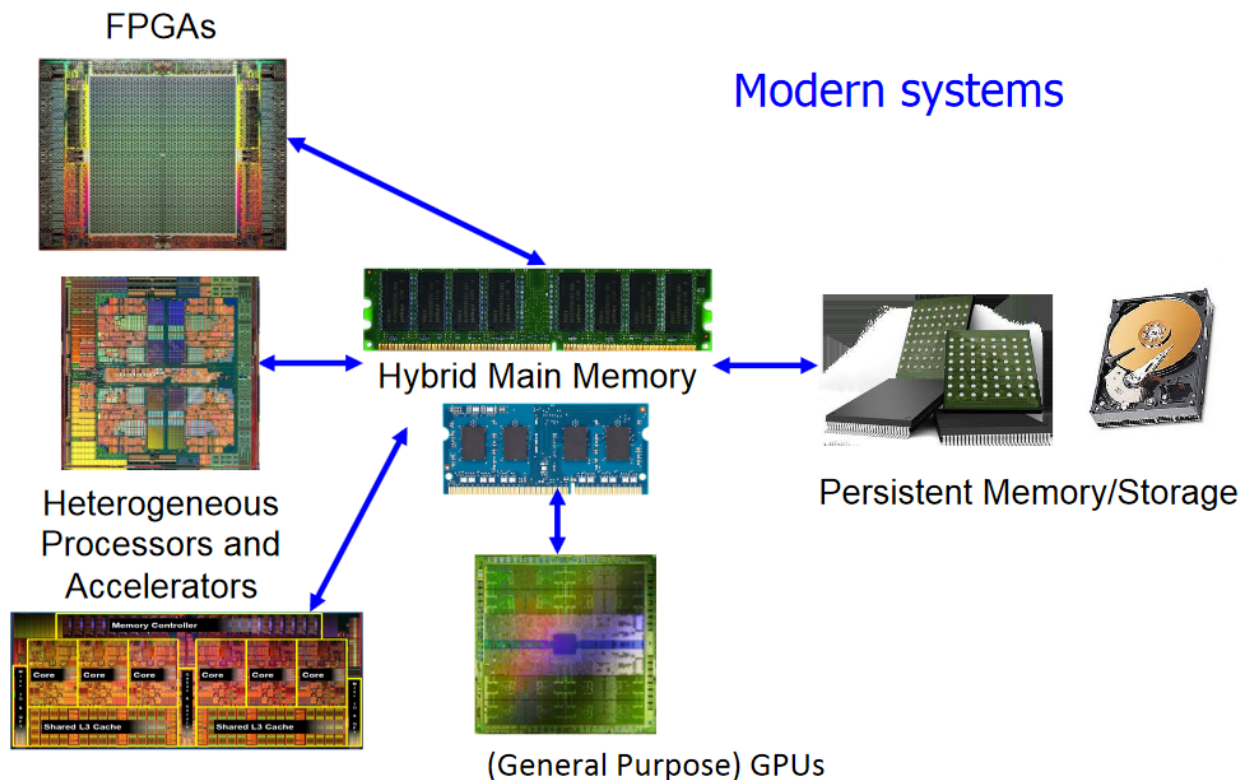 FPGAs
Modern systems
Hybrid Main Memory
Heterogeneous
Processors and
Accelerators
Persistent Memory/Storage
Memory Controller
Core
Core
Core
Core
Core
Core
Shared L3 Cache
Shared L3 Cache
(General Purpose) GPUs